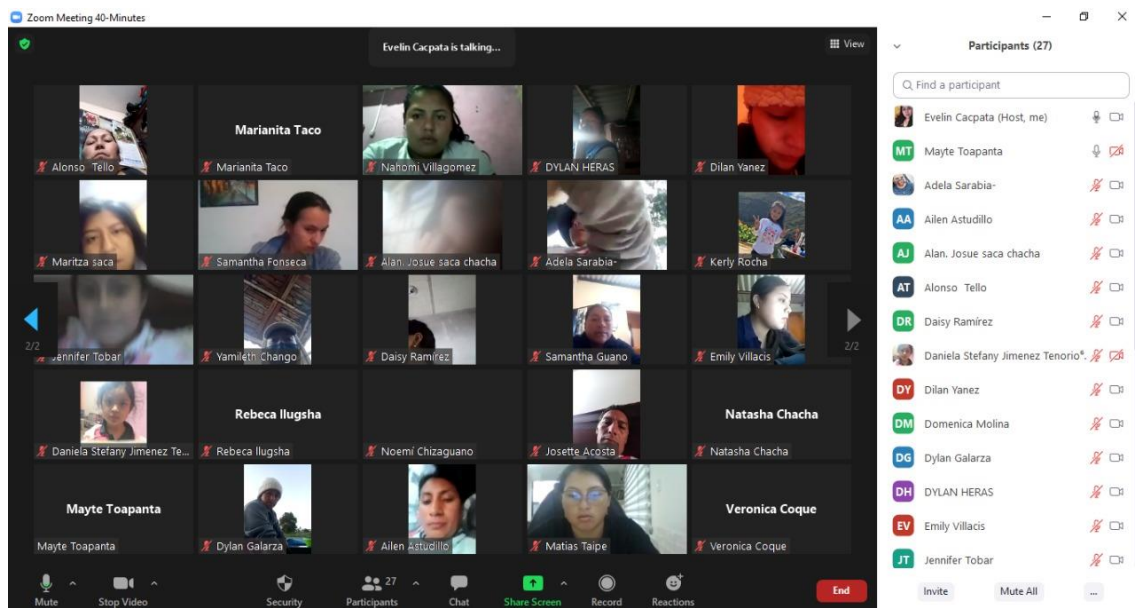 Zoom Meeting 40-Minutes
Evelin Cacpata is talking...
View
Alonso Tello
Marianita Taco
Marianita Taco
Nahomi Villagomez
DYLAN HERAS
Dilan Yanez
Maritza saca
Samantha Fonseca
Alan. Josue saca chacha
Adela Sarabia-
Kerly Rocha
2/2
Jennifer Tobar
Yamileth Chango
Daisy Ramírez
Samantha Guano
Emily Villacis
2/2
Daniela Stefany Jimenez Te...
Rebeca Ilugsha
Rebeca Ilugsha
Noemí Chizaguano
Josette Acosta
Natasha Chacha
Natasha Chacha
Mayte Toapanta
Mayte Toapanta
Dylan Galarza
Ailen Astudillo
Matias Taipe
Veronica Coque
Veronica Coque
Mute
Stop Video
Security
27
Participants
Chat
Share Screen
Record
Reactions
End
Participants (27)
Find a participant
Evelin Cacpata (Host, me)
MT Mayte Toapanta
Adela Sarabia-
AA Ailen Astudillo
AJ Alan. Josue saca chacha
AT Alonso Tello
DR Daisy Ramírez
Daniela Stefany Jimenez Tenorio*.
DY Dilan Yanez
DM Domenica Molina
DG Dylan Galarza
DH DYLAN HERAS
EV Emily Villacis
JT Jennifer Tobar
Invite
Mute All
...